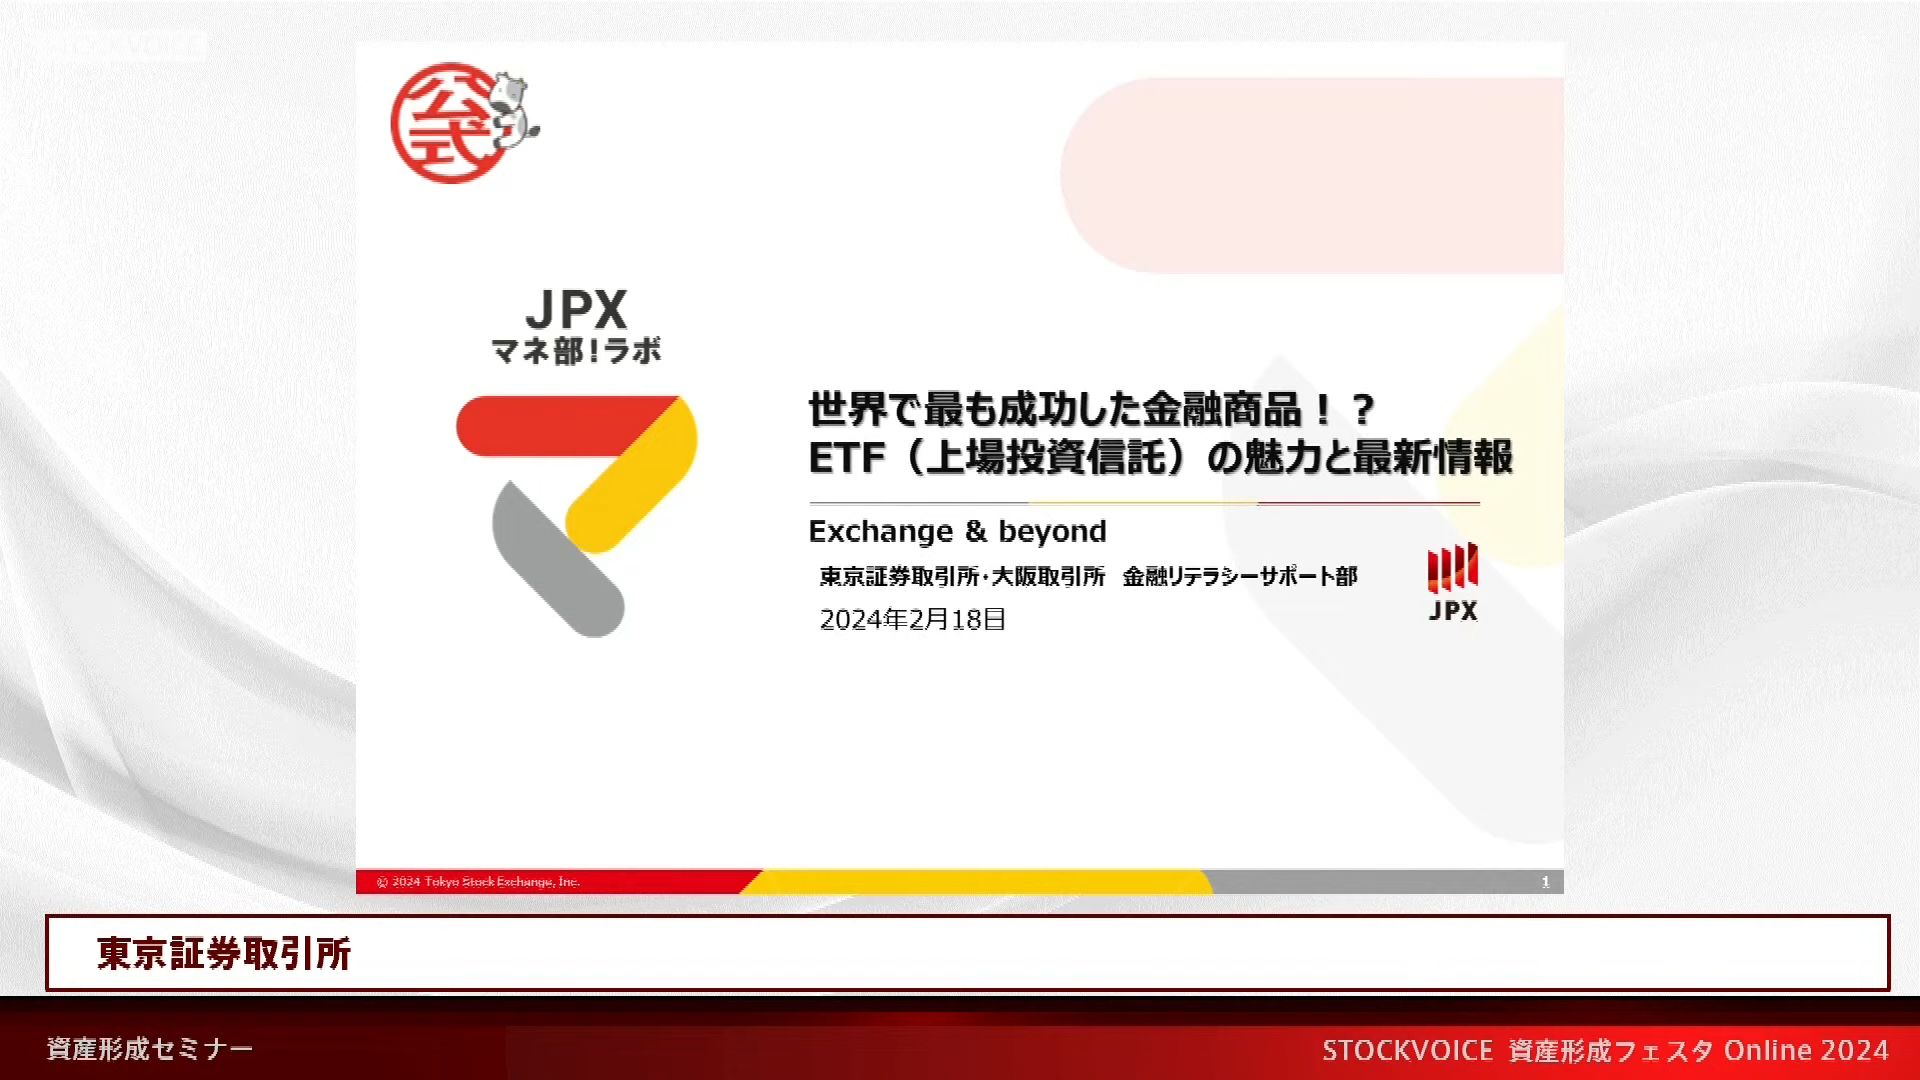 STOCKVOICE
公式
JPX
マネ部!ラボ
世界で最も成功した金融商品！？
ETF（上場投資信託）の魅力と最新情報
Exchange & beyond
東京証券取引所・大阪取引所 金融リテラシーサポート部
JPX
2024年2月18日
© 2024 Tokyo Stock Exchange, Inc.
1
東京証券取引所
資産形成セミナー
STOCKVOICE 資産形成フェスタ Online 2024